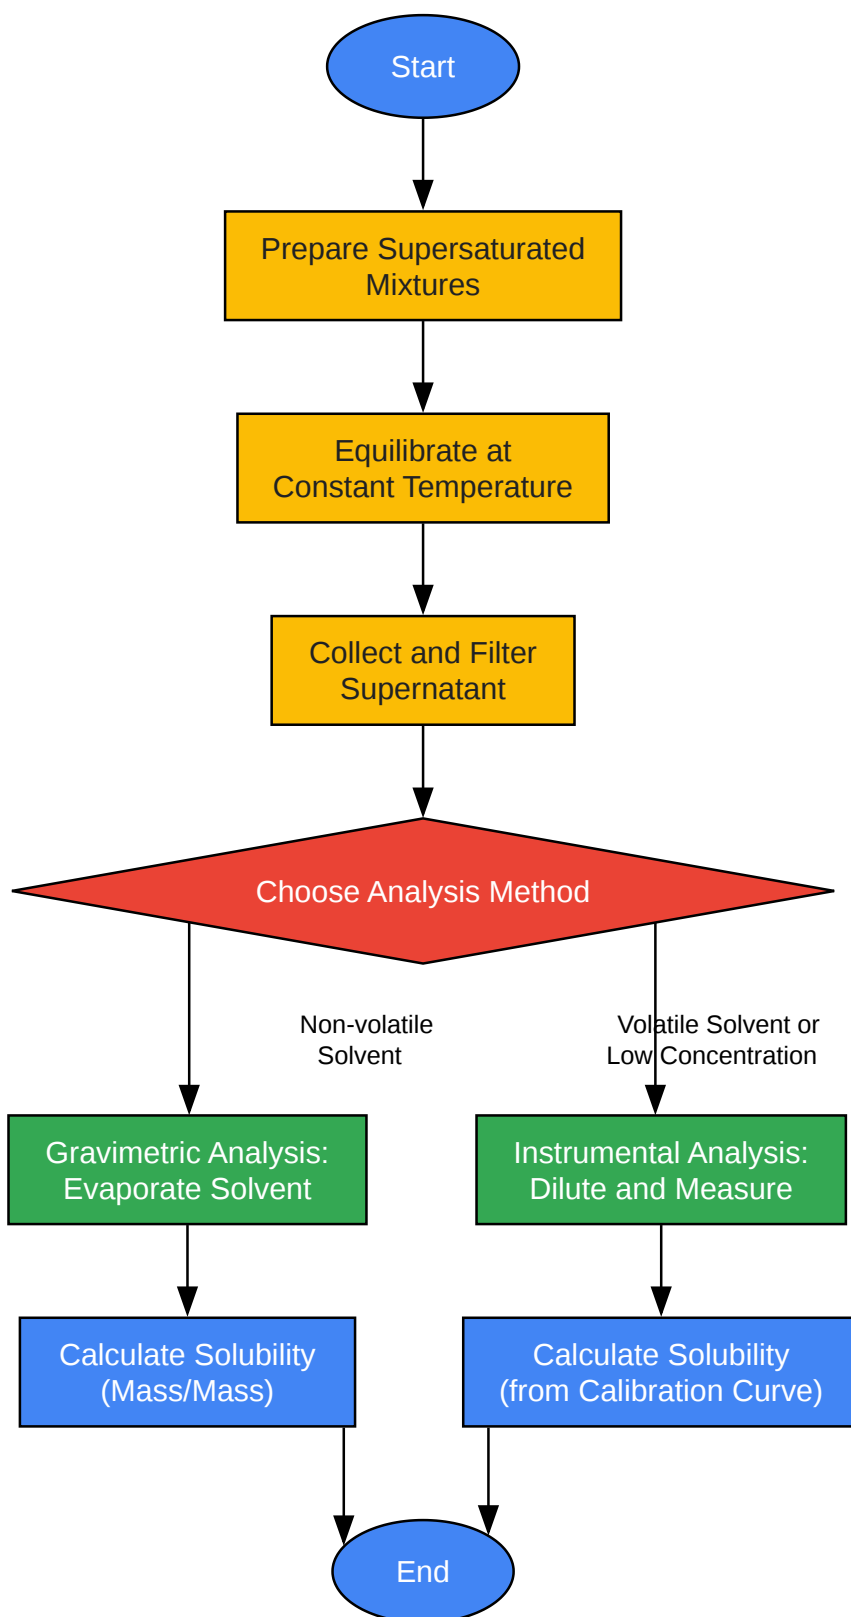 Start
Prepare Supersaturated
Mixtures
Equilibrate at
Constant Temperature
Collect and Filter
Supernatant
Choose Analysis Method
Non-volatile
Solvent
Volatile Solvent or
Low Concentration
Gravimetric Analysis:
Evaporate Solvent
Instrumental Analysis:
Dilute and Measure
Calculate Solubility
(Mass/Mass)
Calculate Solubility
(from Calibration Curve)
End